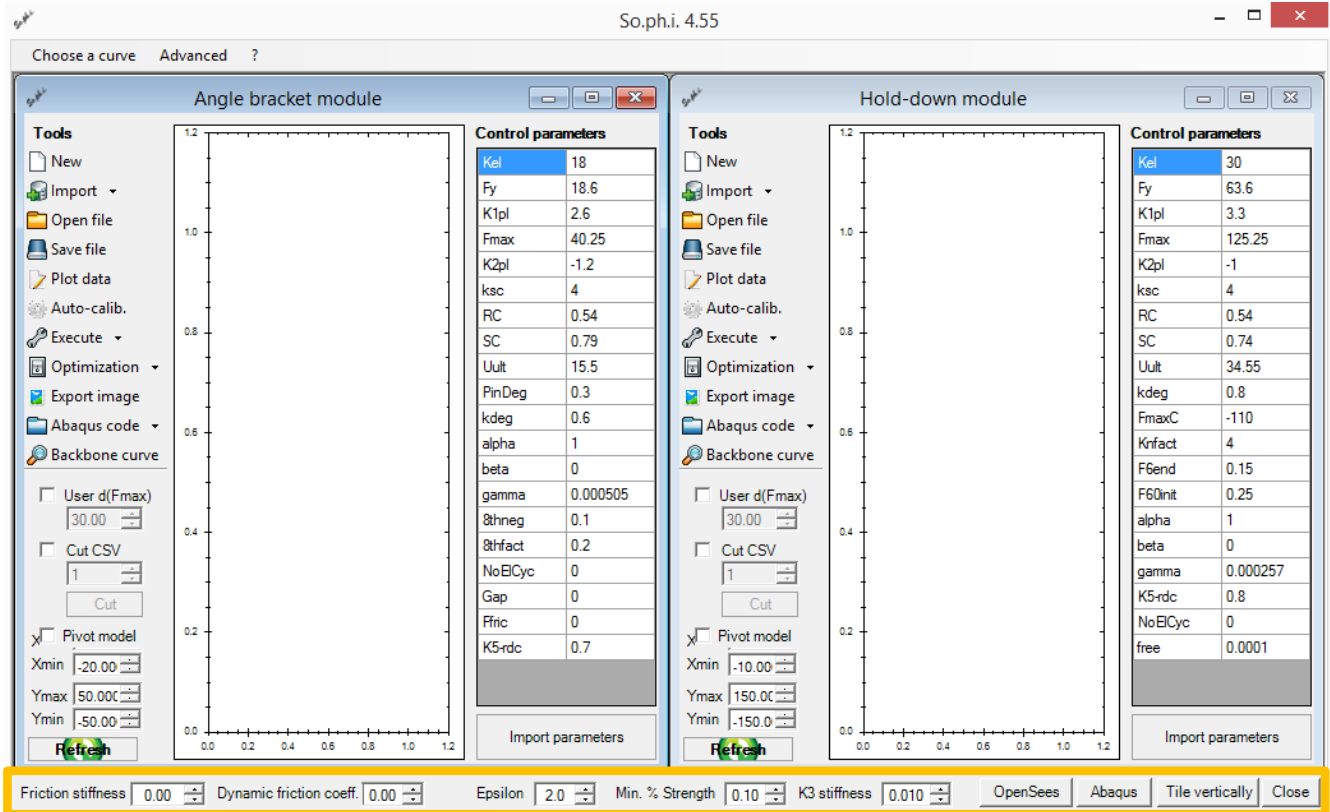 So.ph.i. 4.55
Choose a curve Advanced ?
Angle bracket module
Tools
New
Import
Open file
Save file
Plot data
Auto-calib.
Execute
Optimization
Export image
Abaqus code
Backbone curve
User d(Fmax)
30.00
Cut CSV
1
Cut
x Pivot model
Xmin -20.00
Ymax 50.000
Ymin -50.00
Refresh
1.2
1.0
0.8
0.6
0.4
0.2
0.0
0.0 0.2 0.4 0.6 0.8 1.0 1.2
Control parameters
Kel 18
Fy 18.6
K1pl 2.6
Fmax 40.25
K2pl -1.2
ksc 4
RC 0.54
SC 0.79
Uult 15.5
PinDeg 0.3
kdeg 0.6
alpha 1
beta 0
gamma 0.000505
8thneg 0.1
8thfact 0.2
NoElCyc 0
Gap 0
Ffric 0
K5-rdc 0.7
Import parameters
Hold-down module
Tools
New
Import
Open file
Save file
Plot data
Auto-calib.
Execute
Optimization
Export image
Abaqus code
Backbone curve
User d(Fmax)
30.00
Cut CSV
1
Cut
x Pivot model
Xmin -10.00
Ymax 150.00
Ymin -150.0
Refresh
1.2
1.0
0.8
0.6
0.4
0.2
0.0
0.0 0.2 0.4 0.6 0.8 1.0 1.2
Control parameters
Kel 30
Fy 63.6
K1pl 3.3
Fmax 125.25
K2pl -1
ksc 4
RC 0.54
SC 0.74
Uult 34.55
kdeg 0.8
FmaxC -110
Knfact 4
F6end 0.15
F60init 0.25
alpha 1
beta 0
gamma 0.000257
K5-rdc 0.8
NoElCyc 0
free 0.0001
Import parameters
Friction stiffness 0.00 Dynamic friction coeff. 0.00 Epsilon 2.0 Min. % Strength 0.10 K3 stiffness 0.010 OpenSees Abaqus Tile vertically Close